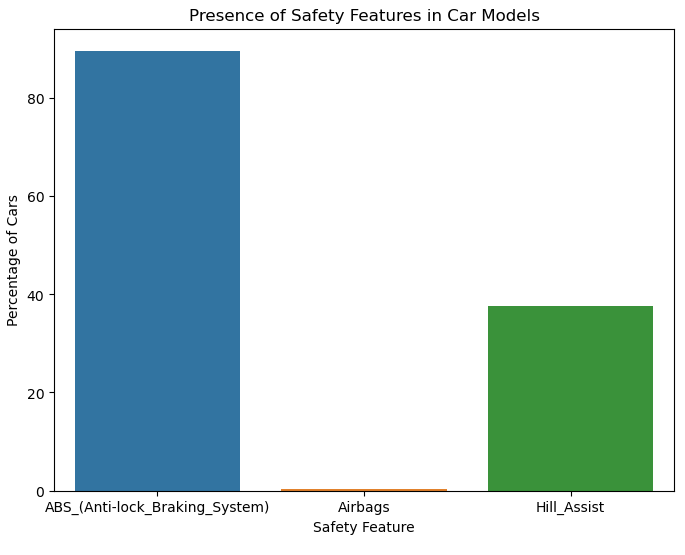 Presence of Safety Features in Car Models
80
60
40
20
0
Percentage of Cars
ABS_(Anti-lock_Braking_System) Airbags Hill_Assist
Safety Feature